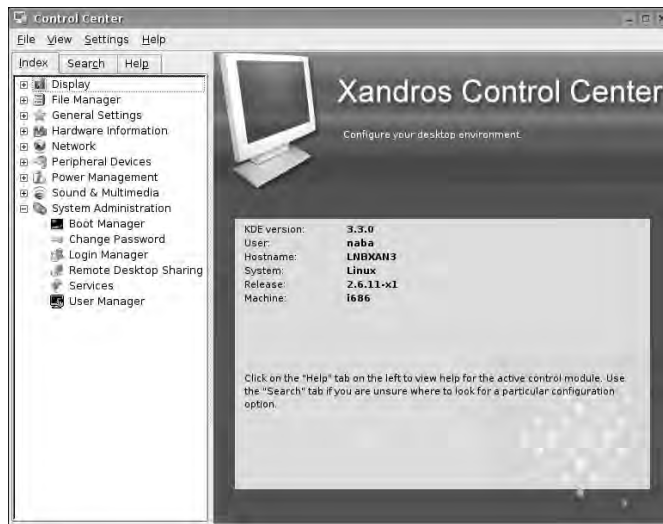 Control Center
File View Settings Help
Index Search Help
Display
File Manager
General Settings
Hardware Information
Network
Peripheral Devices
Power Management
Sound & Multimedia
System Administration
Boot Manager
Change Password
Login Manager
Remote Desktop Sharing
Services
User Manager
Xandros Control Center
Configure your desktop environment.
KDE version: 3.3.0
User: naba
Hostname: LNBXAN3
System: Linux
Release: 2.6.11-x1
Machine: i686
Click on the "Help" tab on the left to view help for the active control module. Use
the "Search" tab if you are unsure where to look for a particular configuration
option.